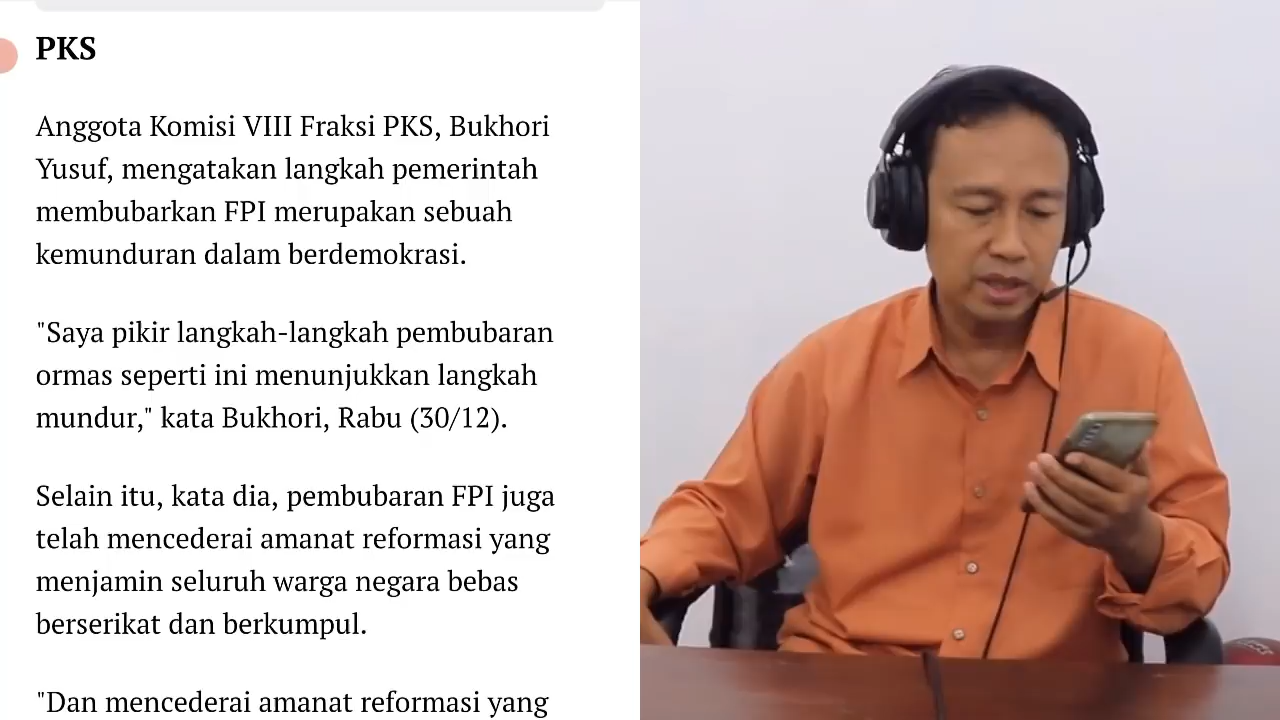 PKS
Anggota Komisi VIII Fraksi PKS, Bukhori
Yusuf, mengatakan langkah pemerintah
membubarkan FPI merupakan sebuah
kemunduran dalam berdemokrasi.
"Saya pikir langkah-langkah pembubaran
ormas seperti ini menunjukkan langkah
mundur," kata Bukhori, Rabu (30/12).
Selain itu, kata dia, pembubaran FPI juga
telah mencederai amanat reformasi yang
menjamin seluruh warga negara bebas
berserikat dan berkumpul.
"Dan mencederai amanat reformasi yang